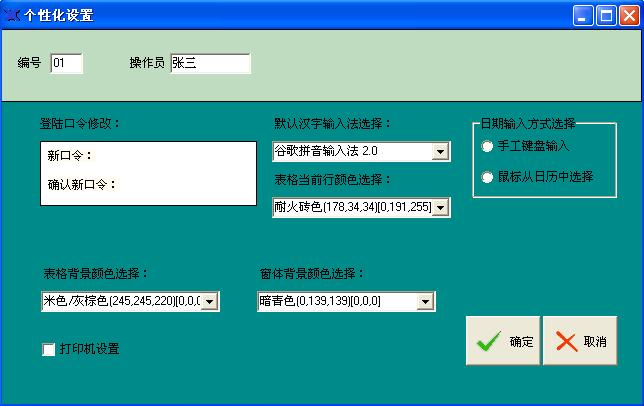 个性化设置
编号 01 操作员 张三
登陆口令修改：
新口令：
确认新口令：
默认汉字输入法选择：
谷歌拼音输入法 2.0
表格当前行颜色选择：
耐火砖色(178,34,34)[0,191,255]
日期输入方式选择
手工键盘输入
鼠标从日历中选择
表格背景颜色选择：
米色/灰棕色(245,245,220)[0,0,0
窗体背景颜色选择：
暗青色(0,139,139)[0,0,0]
打印机设置
确定
取消